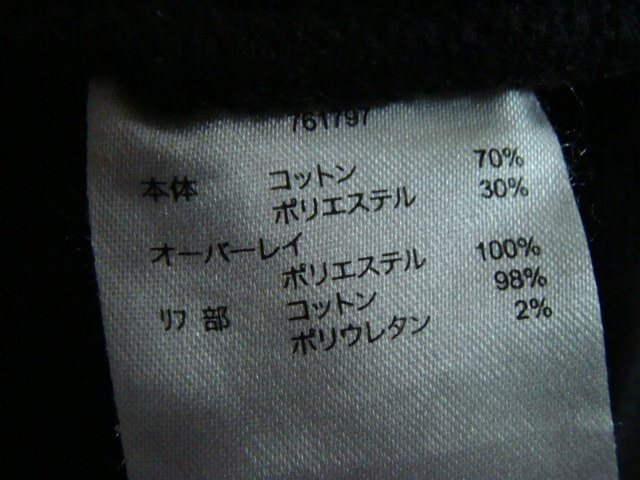 761797
本体 コットン 70%
ポリエステル 30%
オーバーレイ
ポリエステル 100%
ﾘﾌ 部 コットン 98%
ポリウレタン 2%